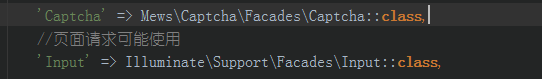 'Captcha' => Mews\Captcha\Facades\Captcha::class,
//页面请求可能使用
'Input' => Illuminate\Support\Facades\Input::class,